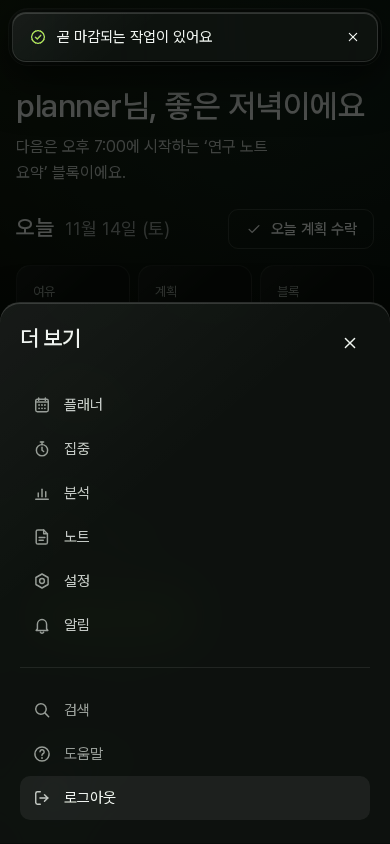 곧 마감되는 작업이 있어요
planner님, 좋은 저녁이에요
다음은 오후 7:00에 시작하는 ‘연구 노트
요약’ 블록이에요.
오늘 11월 14일 (토)
오늘 계획 수락
여유 계획 블록
더 보기
플래너
집중
분석
노트
설정
알림
검색
도움말
로그아웃